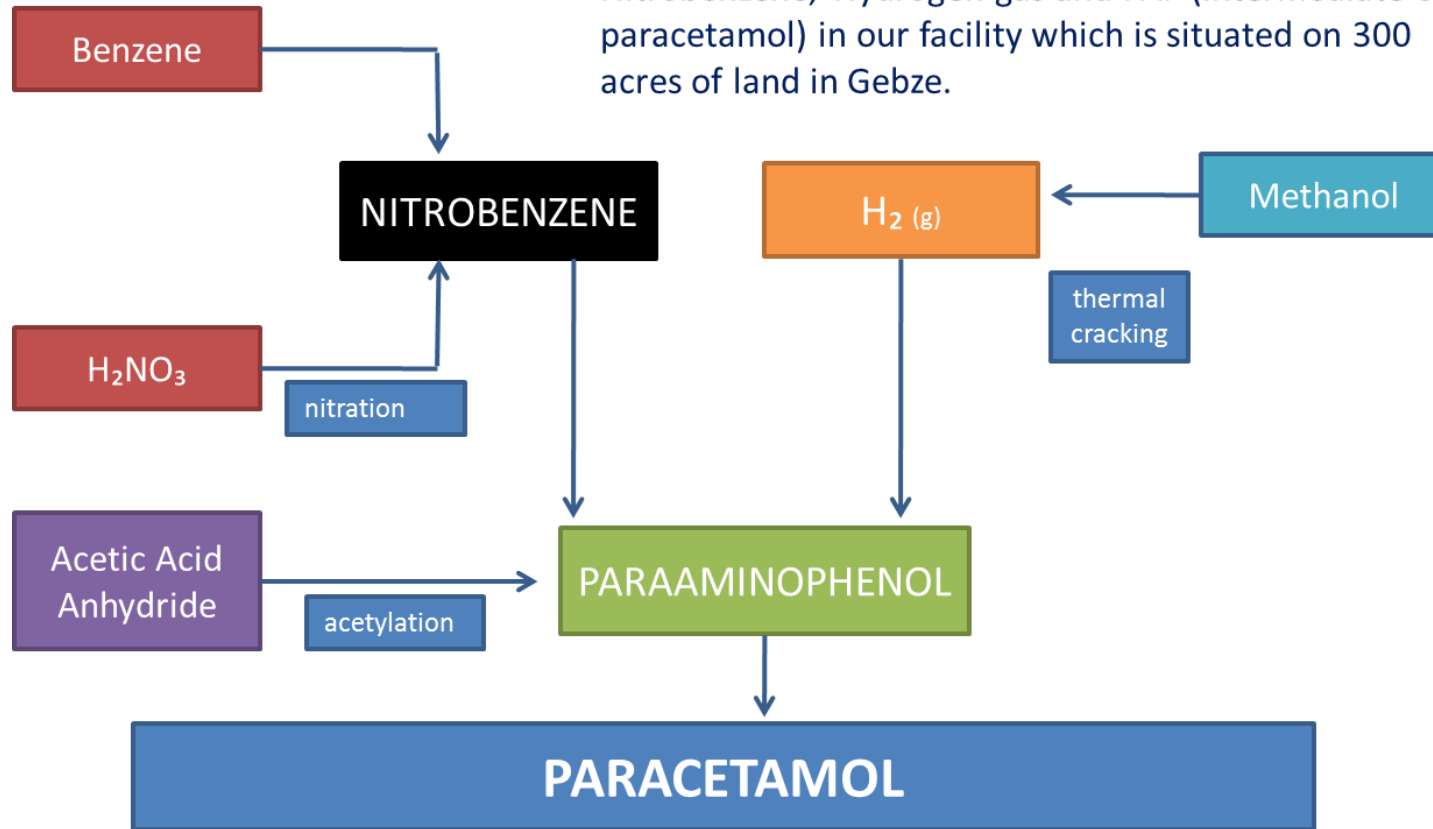 paracetamol) in our facility which is situated on 300
acres of land in Gebze.
Benzene
NITROBENZENE
H₂ (g)
Methanol
thermal
cracking
H₂NO₃
nitration
Acetic Acid
Anhydride
acetylation
PARAAMINOPHENOL
PARACETAMOL